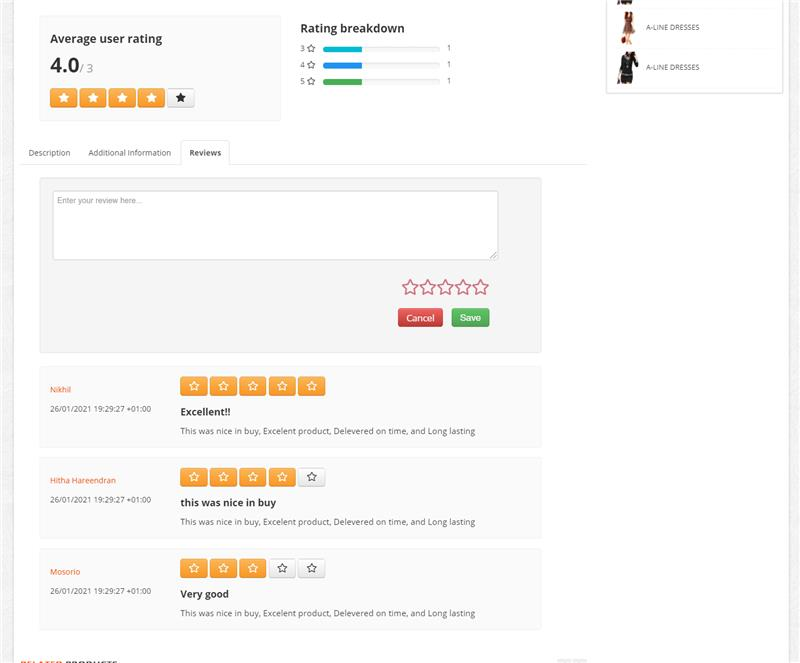 Average user rating
4.0 / 3
Rating breakdown
3 1
4 1
5 1
A-LINE DRESSES
A-LINE DRESSES
Description Additional Information Reviews
Enter your review here...
Cancel Save
Nikhil
26/01/2021 19:29:27 +01:00
Excellent!!
This was nice in buy, Excelent product, Delevered on time, and Long lasting
Hitha Hareendran
26/01/2021 19:29:27 +01:00
this was nice in buy
This was nice in buy, Excelent product, Delevered on time, and Long lasting
Mosorio
26/01/2021 19:29:27 +01:00
Very good
This was nice in buy, Excelent product, Delevered on time, and Long lasting
RELATED PRODUCTS